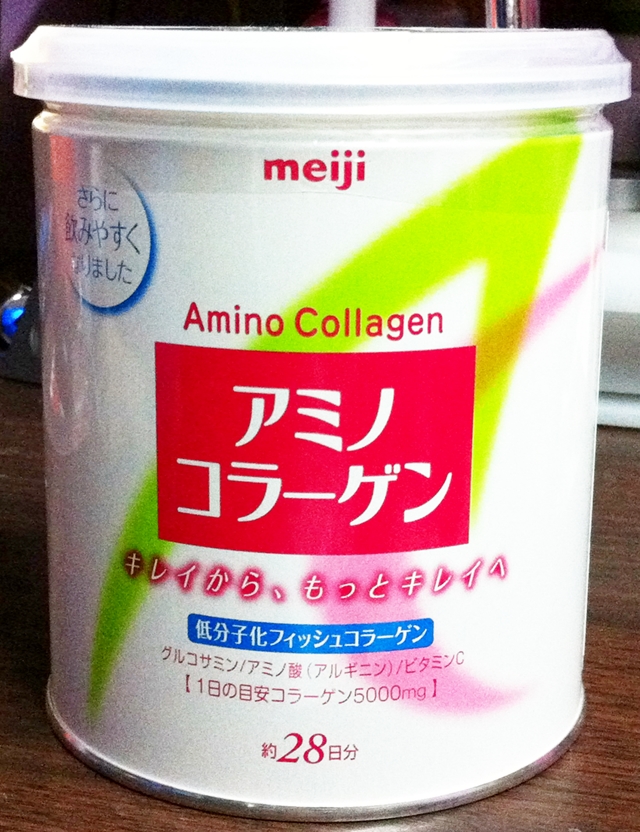 meiji
さらに
飲みやすく
なりました
Amino Collagen
アミノ
コラーゲン
キレイから、もっとキレイへ
低分子化フィッシュコラーゲン
グルコサミン/アミノ酸(アルギニン)/ビタミンC
【1日の目安コラーゲン5000mg】
約28日分